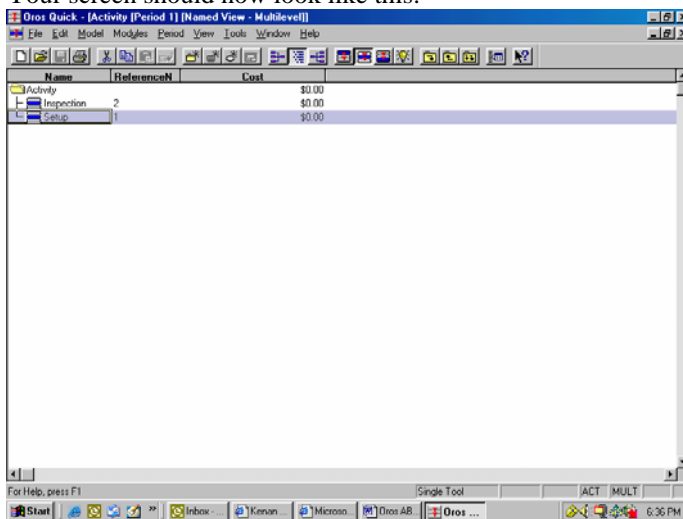 Your screen should now look like this:
Oros Quick - [Activity [Period 1] [Named View - Multilevel]]
File Edit Model Modules Period View Tools Window Help
Name ReferenceN Cost
Activity $0.00
Inspection 2 $0.00
Setup 1 $0.00
For Help, press F1 Single Tool ACT MULT
Start » Inbox - ... Kenan ... Microso... Oros AB... Oros ... 6:36 PM